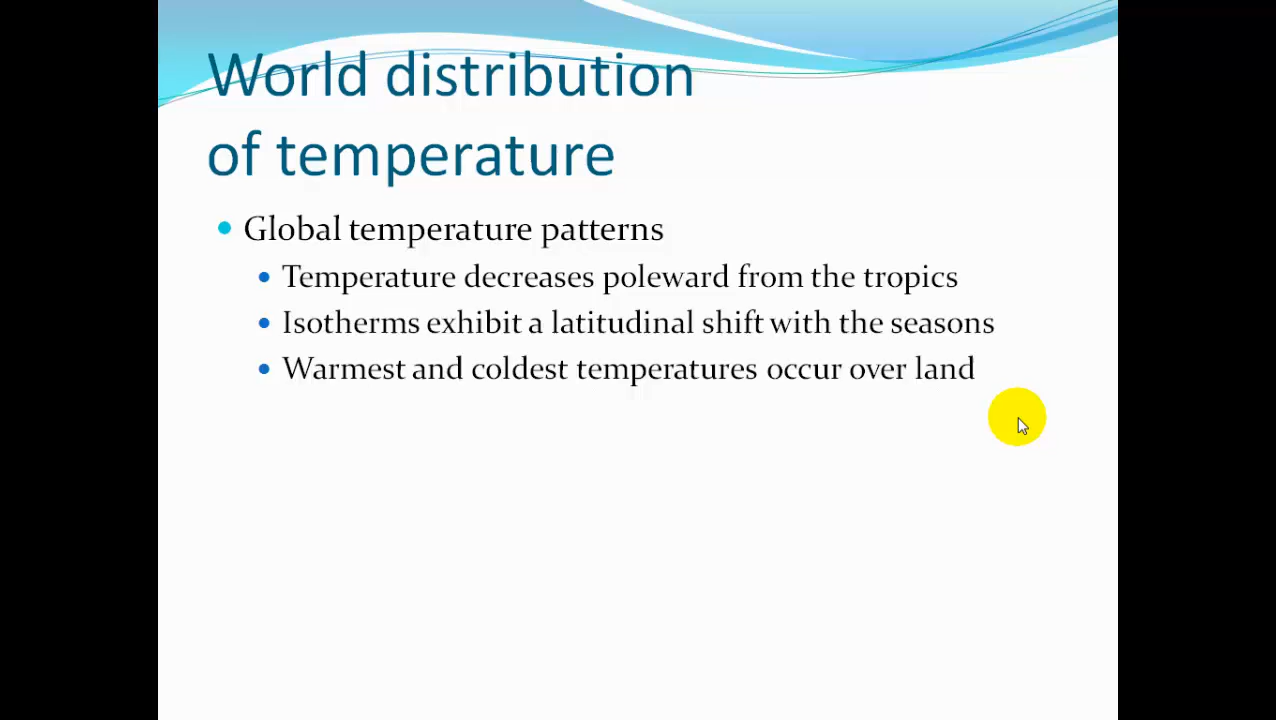 World distribution
of temperature
Global temperature patterns
Temperature decreases poleward from the tropics
Isotherms exhibit a latitudinal shift with the seasons
Warmest and coldest temperatures occur over land